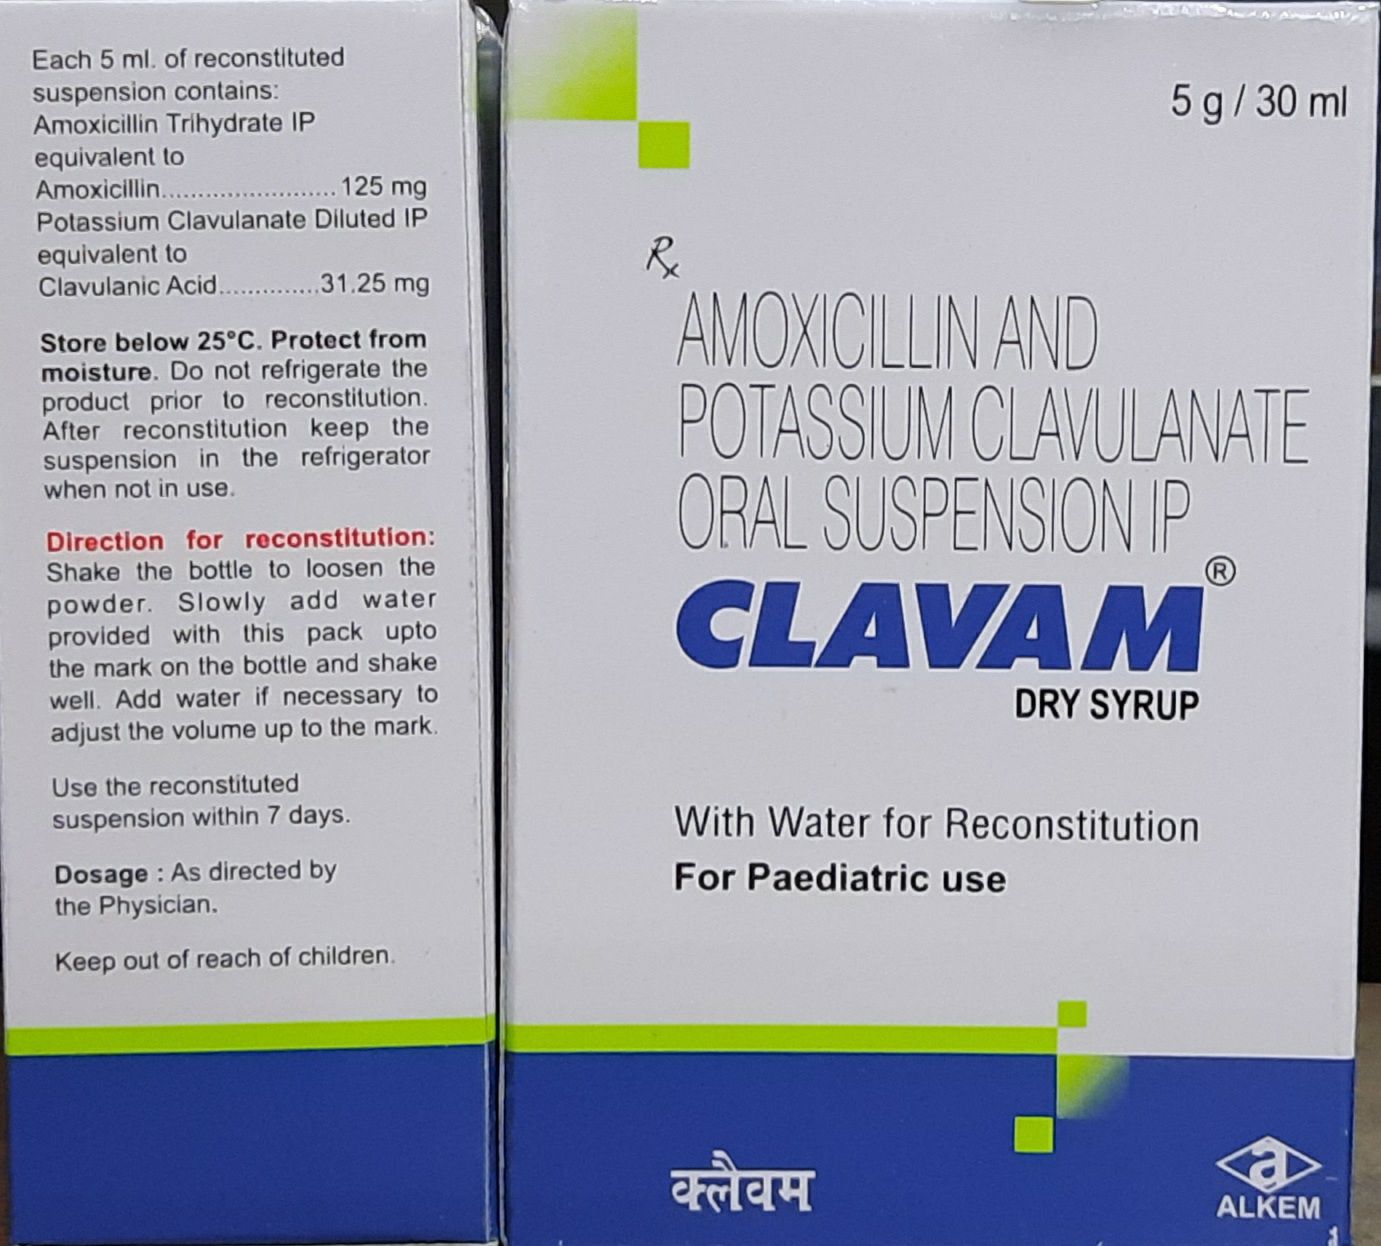 Each 5 ml. of reconstituted
suspension contains:
Amoxicillin Trihydrate IP
equivalent to
Amoxicillin........................ 125 mg
Potassium Clavulanate Diluted IP
equivalent to
Clavulanic Acid..............31.25 mg
Store below 25°C. Protect from
moisture. Do not refrigerate the
product prior to reconstitution.
After reconstitution keep the
suspension in the refrigerator
when not in use.
Direction for reconstitution:
Shake the bottle to loosen the
powder. Slowly add water
provided with this pack upto
the mark on the bottle and shake
well. Add water if necessary to
adjust the volume up to the mark.
Use the reconstituted
suspension within 7 days.
Dosage : As directed by
the Physician.
Keep out of reach of children.
5 g / 30 ml
Rx
AMOXICILLIN AND
POTASSIUM CLAVULANATE
ORAL SUSPENSION IP
CLAVAM®
DRY SYRUP
With Water for Reconstitution
For Paediatric use
क्लैवम
a
ALKEM